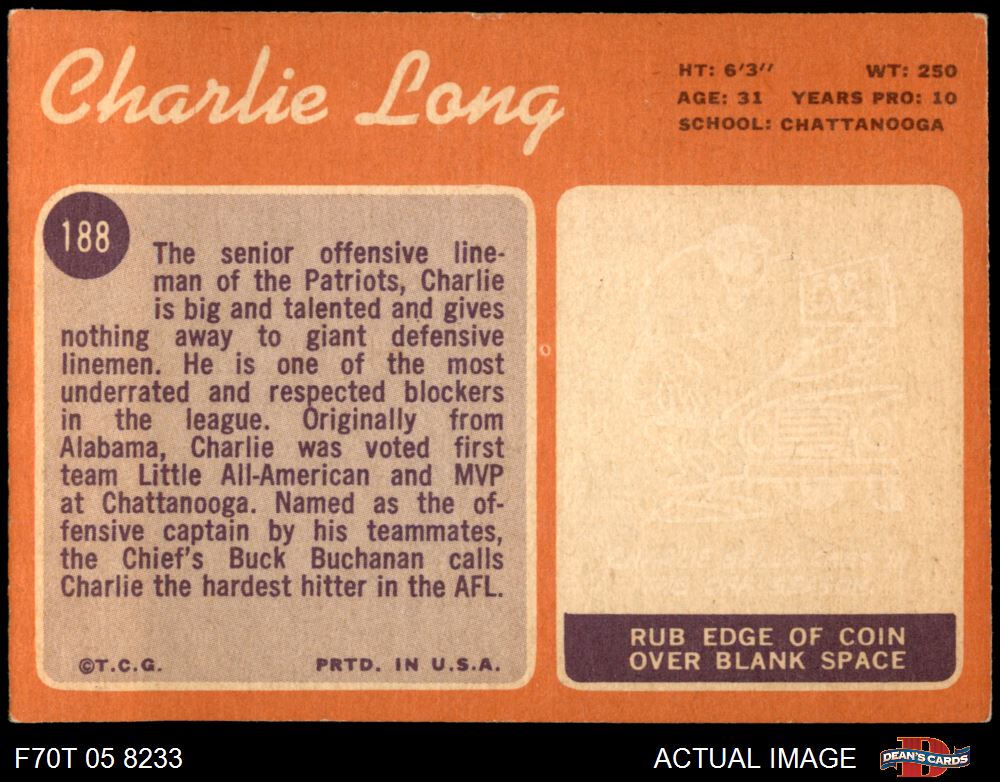 Charlie Long
HT: 6'3" WT: 250
AGE: 31 YEARS PRO: 10
SCHOOL: CHATTANOOGA
188
The senior offensive line-
man of the Patriots, Charlie
is big and talented and gives
nothing away to giant defensive
linemen. He is one of the most
underrated and respected blockers
in the league. Originally from
Alabama, Charlie was voted first
team Little All-American and MVP
at Chattanooga. Named as the of-
fensive captain by his teammates,
the Chief's Buck Buchanan calls
Charlie the hardest hitter in the AFL.
©T.C.G. PRTD. IN U.S.A.
RUB EDGE OF COIN
OVER BLANK SPACE
F70T 05 8233
ACTUAL IMAGE
DEAN'S CARDS